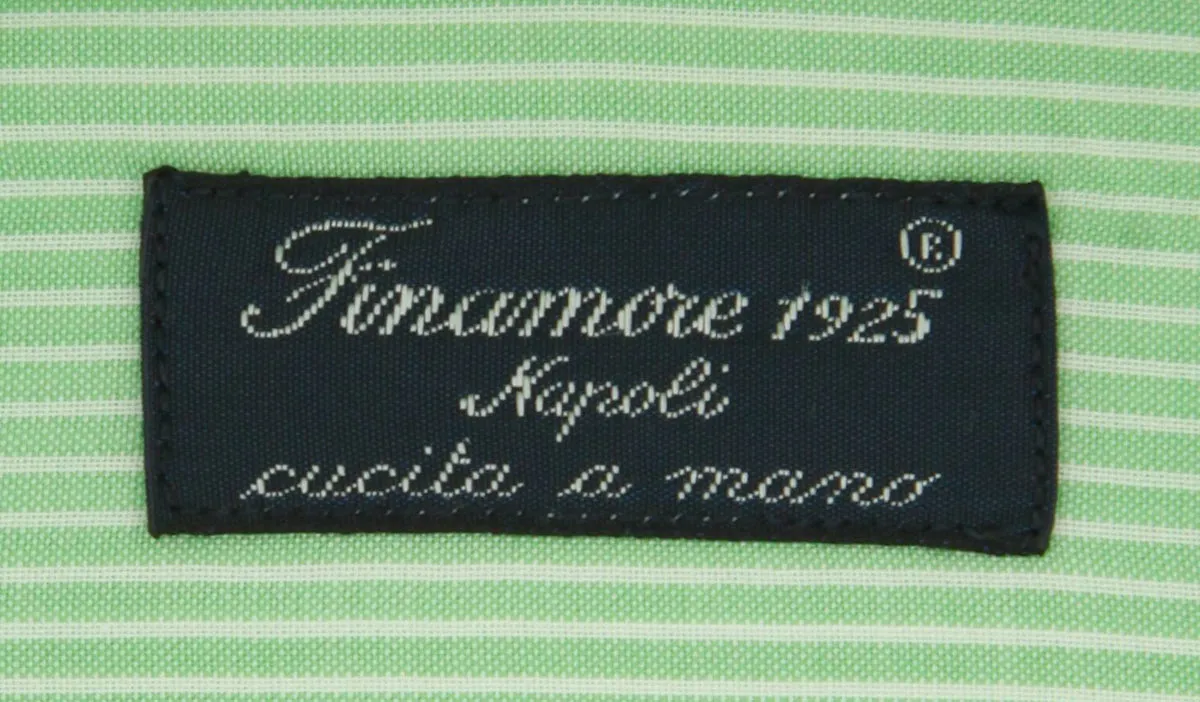 Finamore 1925 ®
Napoli
cucita a mano